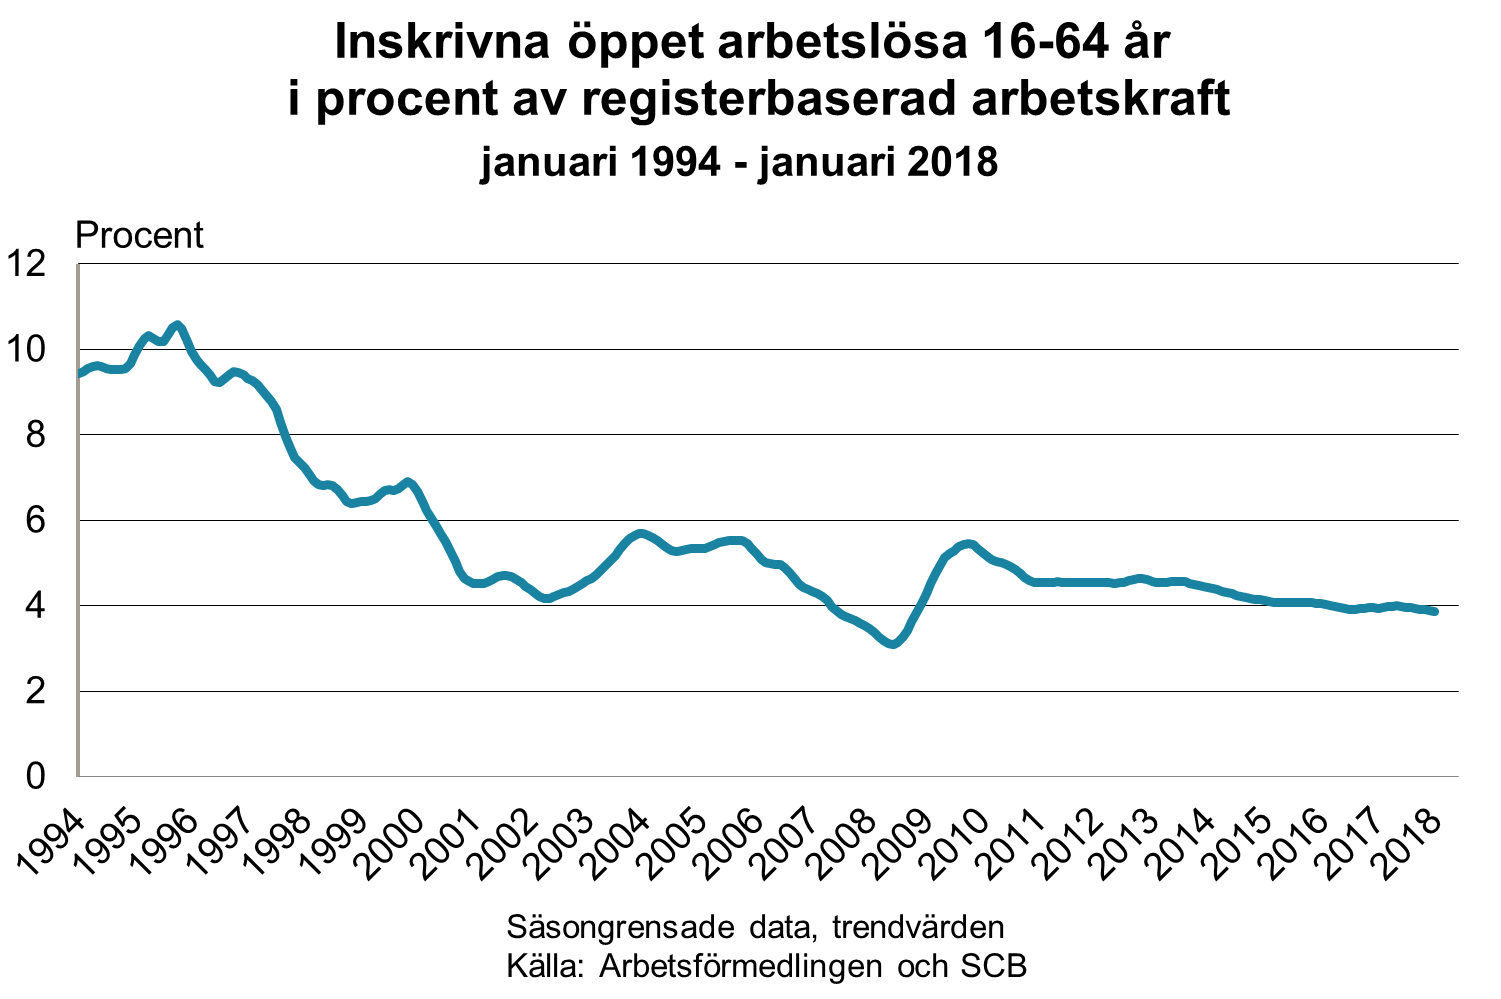 Inskrivna öppet arbetslösa 16-64 år
i procent av registerbaserad arbetskraft
januari 1994 - januari 2018
Procent
12
10
8
6
4
2
0
1994 1995 1996 1997 1998 1999 2000 2001 2002 2003 2004 2005 2006 2007 2008 2009 2010 2011 2012 2013 2014 2015 2016 2017 2018
Säsongrensade data, trendvärden
Källa: Arbetsförmedlingen och SCB